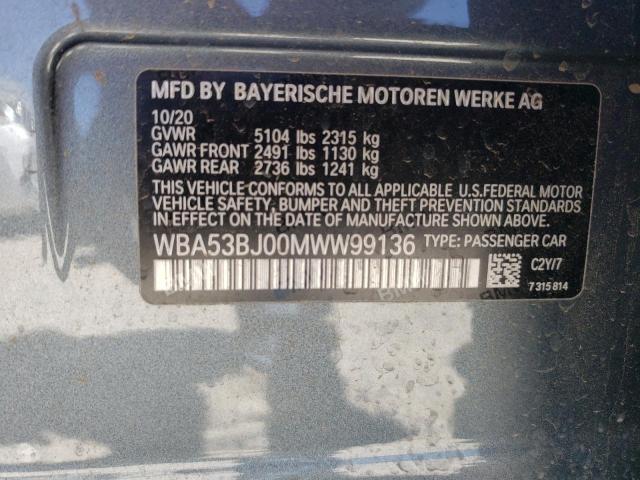 MFD BY BAYERISCHE MOTOREN WERKE AG
10/20
GVWR 5104 lbs 2315 kg
GAWR FRONT 2491 lbs 1130 kg
GAWR REAR 2736 lbs 1241 kg
THIS VEHICLE CONFORMS TO ALL APPLICABLE U.S.FEDERAL MOTOR
VEHICLE SAFETY, BUMPER AND THEFT PREVENTION
STANDARDS IN EFFECT ON THE DATE OF MANUFACTURE SHOWN ABOVE.
WBA53BJ00MWW99136 TYPE: PASSENGER CAR
C2Y/7
7315814